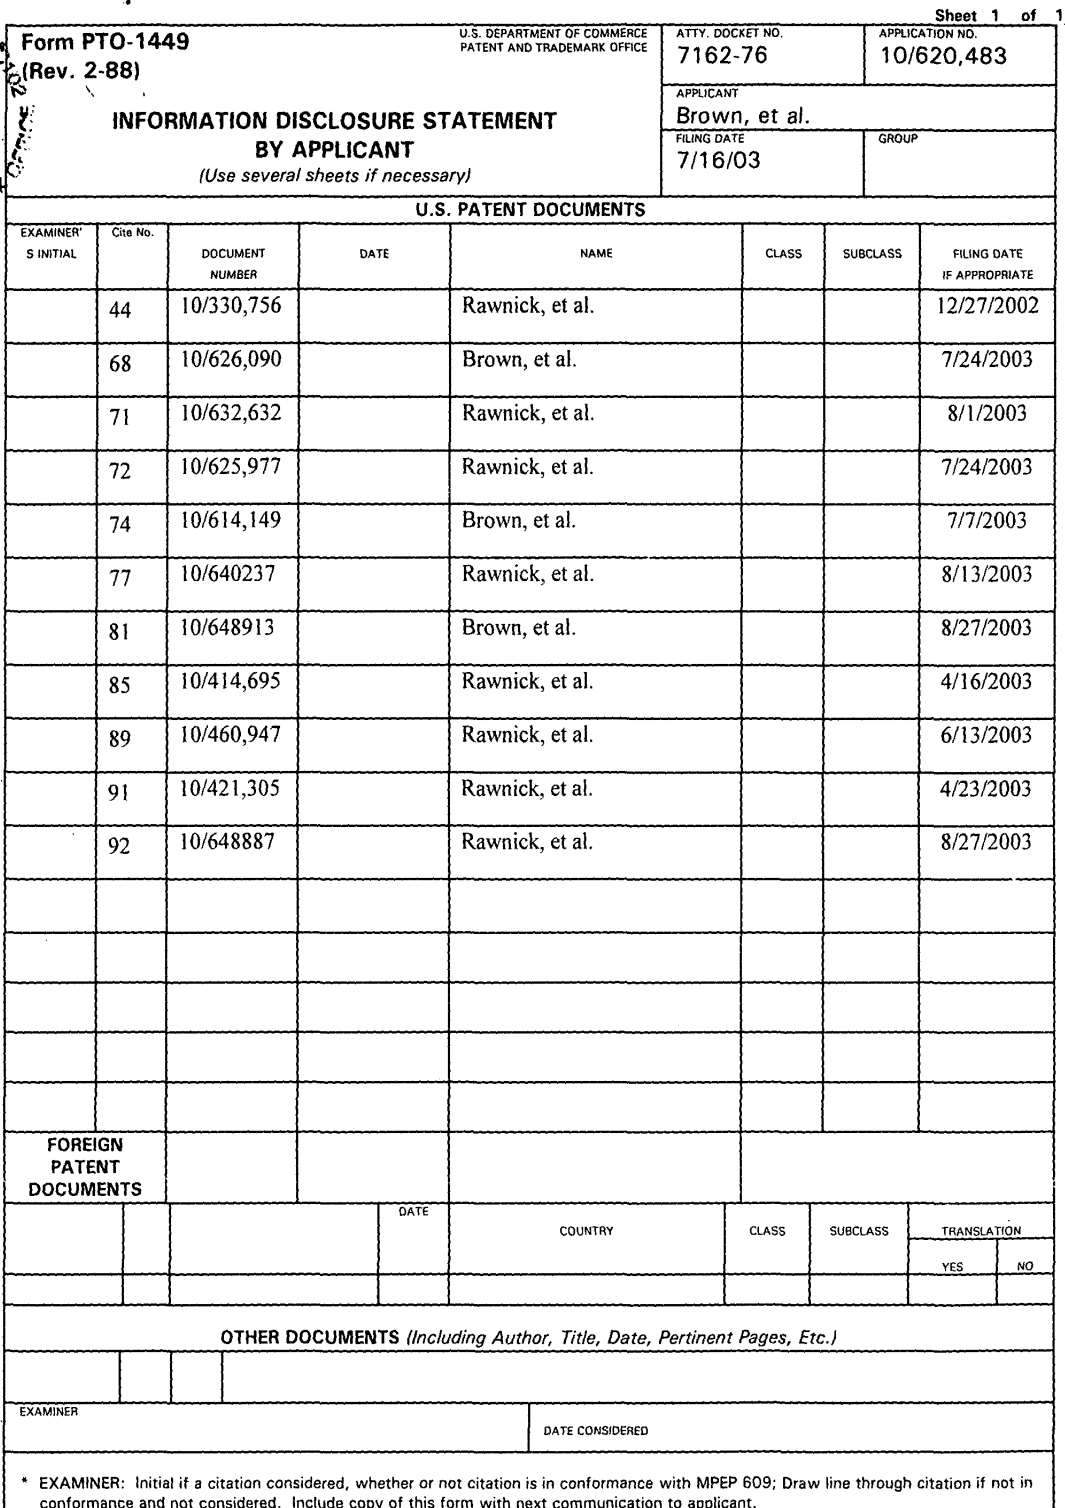 Sheet 1 of 1
Form PTO-1449
(Rev. 2-88)
U.S. DEPARTMENT OF COMMERCE
PATENT AND TRADEMARK OFFICE
ATTY. DOCKET NO.
7162-76
APPLICATION NO.
10/620,483
INFORMATION DISCLOSURE STATEMENT
BY APPLICANT
(Use several sheets if necessary)
APPLICANT
Brown, et al.
FILING DATE
7/16/03
GROUP
U.S. PATENT DOCUMENTS
EXAMINER'
S INITIAL
Cite No.
DOCUMENT
NUMBER
DATE
NAME
CLASS
SUBCLASS
FILING DATE
IF APPROPRIATE
44 10/330,756 Rawnick, et al. 12/27/2002
68 10/626,090 Brown, et al. 7/24/2003
71 10/632,632 Rawnick, et al. 8/1/2003
72 10/625,977 Rawnick, et al. 7/24/2003
74 10/614,149 Brown, et al. 7/7/2003
77 10/640237 Rawnick, et al. 8/13/2003
81 10/648913 Brown, et al. 8/27/2003
85 10/414,695 Rawnick, et al. 4/16/2003
89 10/460,947 Rawnick, et al. 6/13/2003
91 10/421,305 Rawnick, et al. 4/23/2003
92 10/648887 Rawnick, et al. 8/27/2003
FOREIGN
PATENT
DOCUMENTS
DATE
COUNTRY
CLASS
SUBCLASS
TRANSLATION
YES
NO
OTHER DOCUMENTS (Including Author, Title, Date, Pertinent Pages, Etc.)
EXAMINER
DATE CONSIDERED
* EXAMINER: Initial if a citation considered, whether or not citation is in conformance with MPEP 609; Draw line through citation if not in
conformance and not considered. Include copy of this form with next communication to applicant.